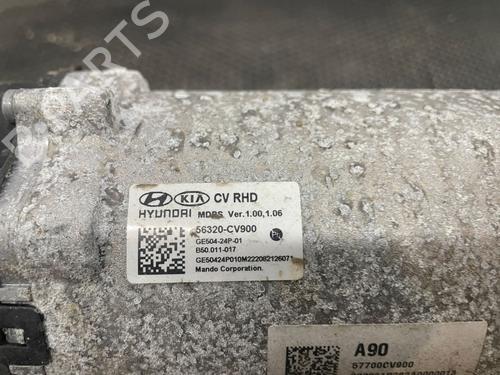 KIA CV RHD
HYUNDAI MDPS Ver.1.00,1.06
56320-CV900
GE504-24P-01
B50.011-017
GE50424P010M222082126071
Mando Corporation.
A90
57700CV900